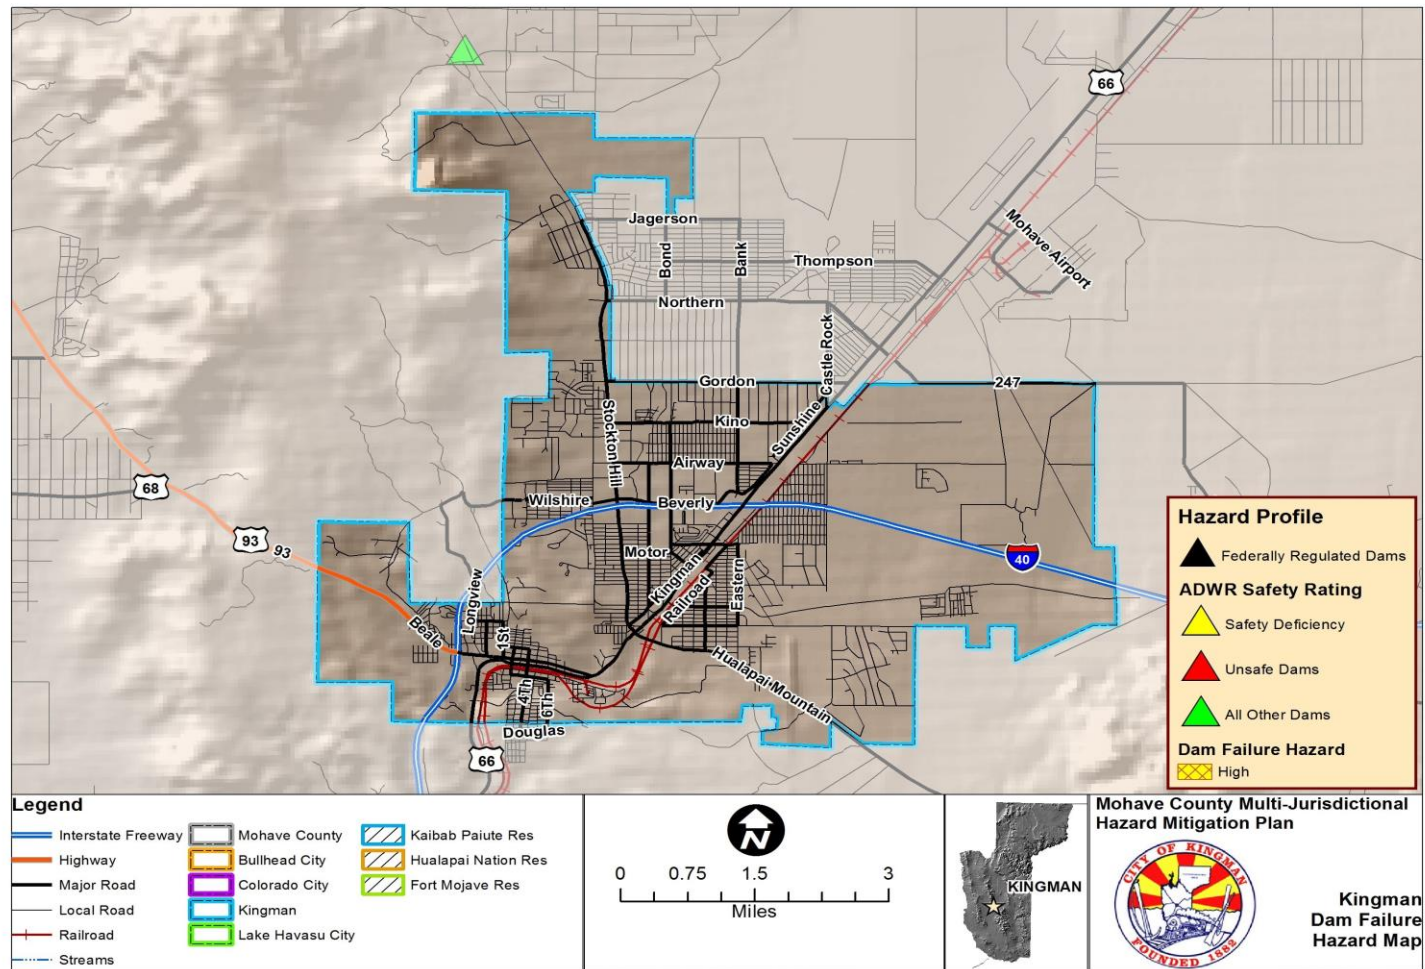 66
Jagerson
Mohave Airport
Bond
Bank
Thompson
Northern
Castle Rock
Gordon
247
Stockton Hill
Kino
Sunshine
Airway
68
Wilshire
Beverly
93
93
Motor
40
Kingman
Railroad
Eastern
Longview
Beale
1St
Hualapai Mountain
4Th
6Th
Douglas
66
Hazard Profile
Federally Regulated Dams
ADWR Safety Rating
Safety Deficiency
Unsafe Dams
All Other Dams
Dam Failure Hazard
High
Legend
Interstate Freeway
Highway
Major Road
Local Road
Railroad
Streams
Mohave County
Bullhead City
Colorado City
Kingman
Lake Havasu City
Kaibab Paiute Res
Hualapai Nation Res
Fort Mojave Res
N
0 0.75 1.5 3
Miles
KINGMAN
Mohave County Multi-Jurisdictional
Hazard Mitigation Plan
CITY OF KINGMAN
FOUNDED 1882
Kingman
Dam Failure
Hazard Map